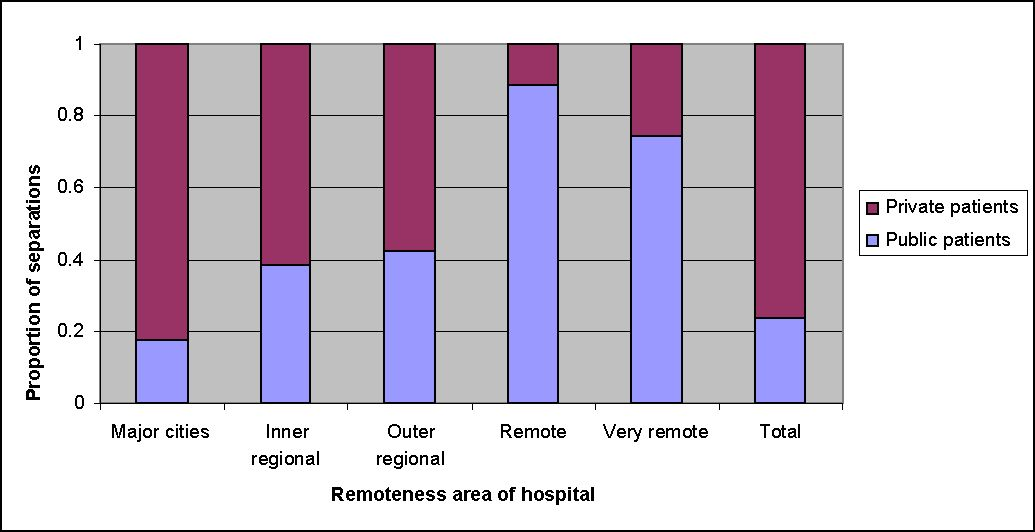 1
0.8
0.6
0.4
0.2
0
Proportion of separations
Major cities
Inner
regional
Outer
regional
Remote
Very remote
Total
Remoteness area of hospital
Private patients
Public patients